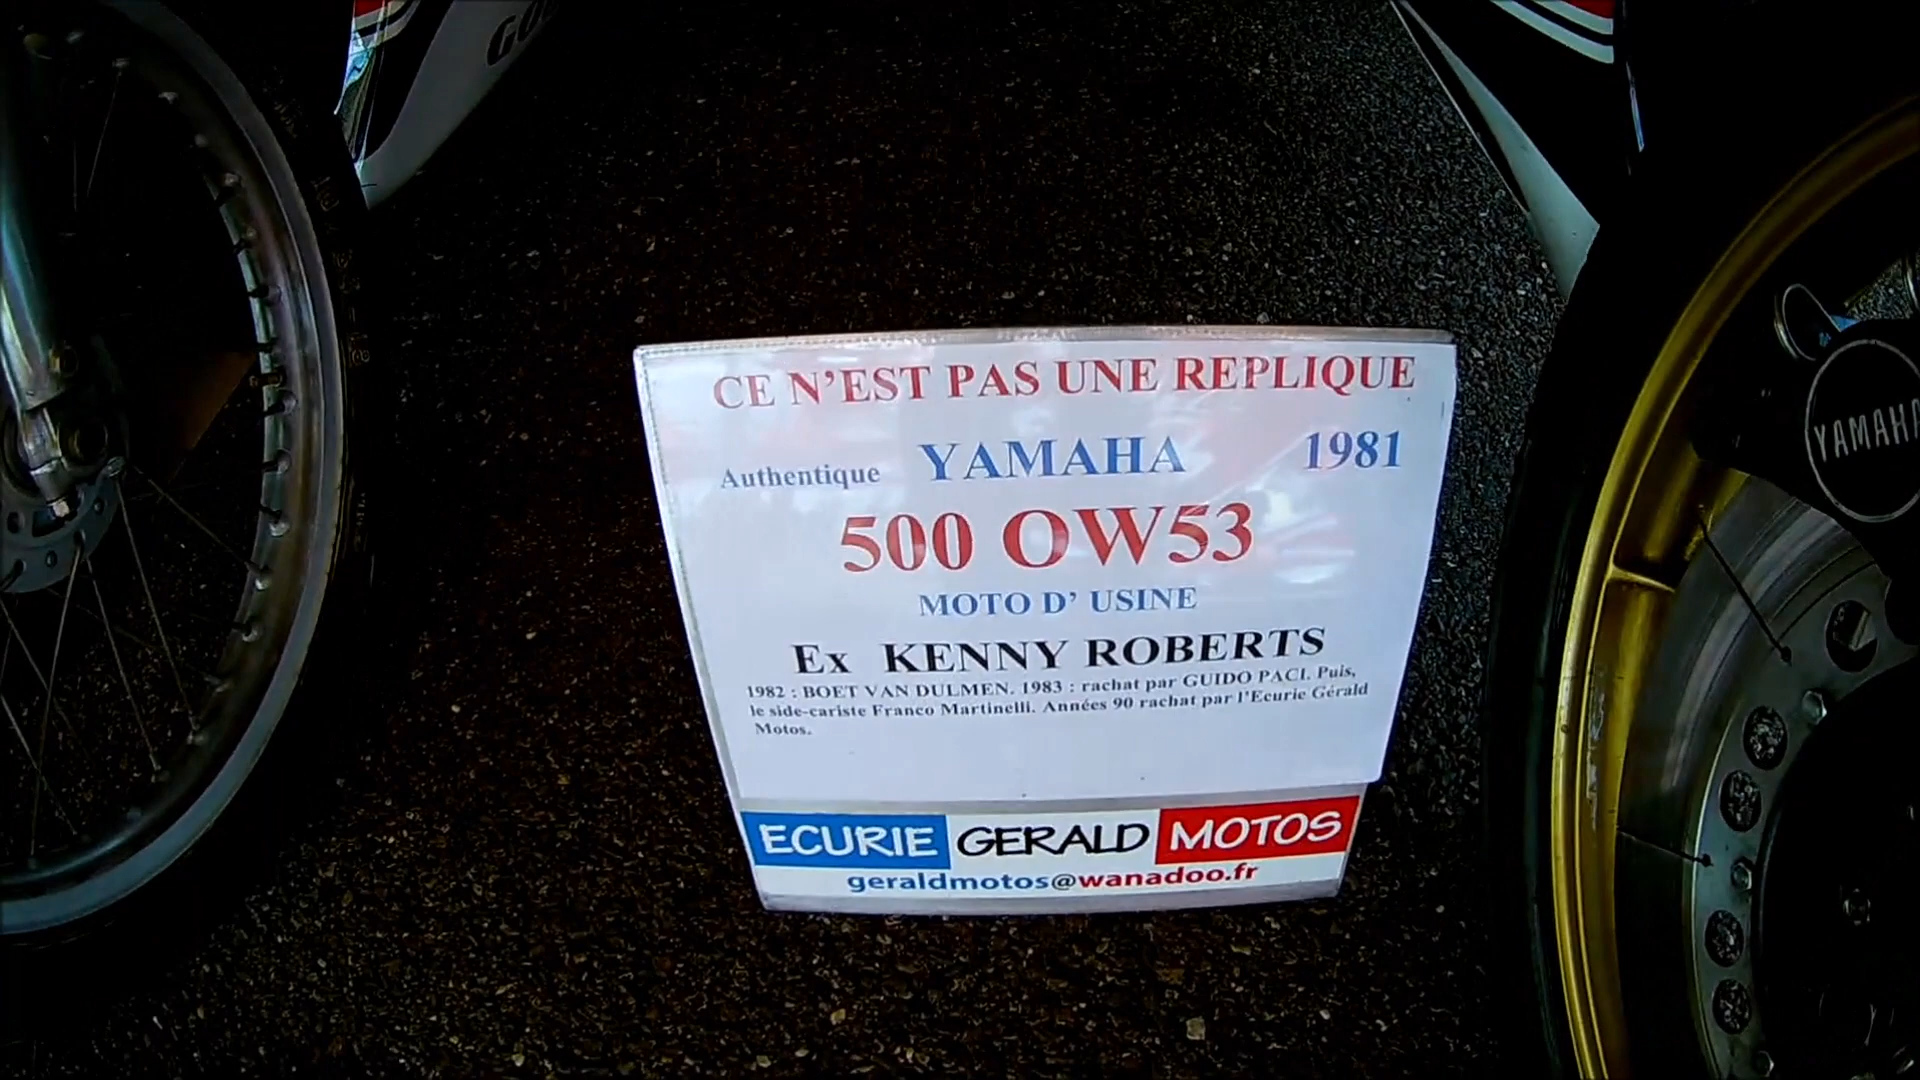 CE N'EST PAS UNE REPLIQUE
Authentique YAMAHA 1981
500 OW53
MOTO D' USINE
Ex KENNY ROBERTS
1982 : BOET VAN DULMEN. 1983 : rachat par GUIDO PACI. Puis,
le side-cariste Franco Martinelli. Années 90 rachat par l'Ecurie Gérald
Motos.
ECURIE GERALD MOTOS
geraldmotos@wanadoo.fr
YAMAHA